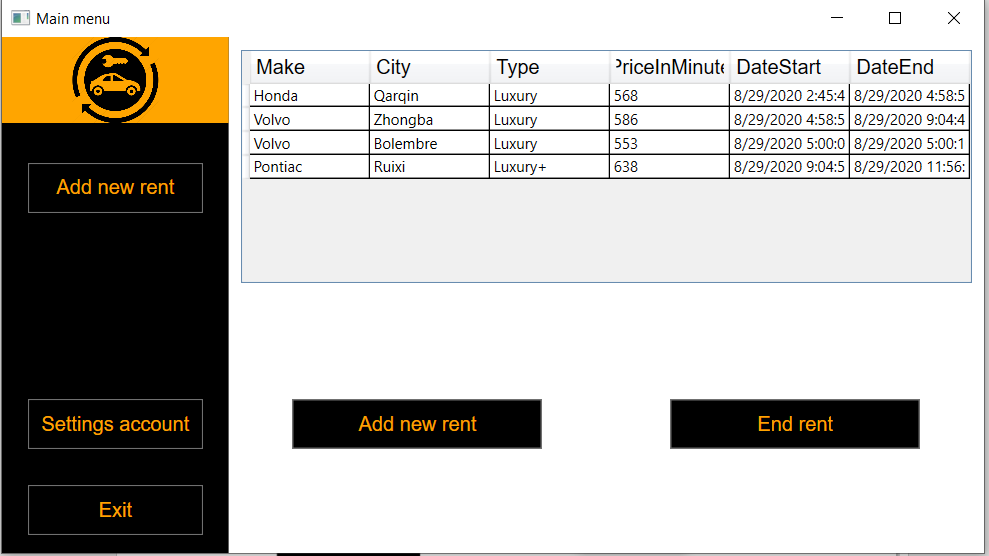 Main menu
Make City Type PriceInMinute DateStart DateEnd
Honda Qarqin Luxury 568 8/29/2020 2:45:4 8/29/2020 4:58:5
Volvo Zhongba Luxury 586 8/29/2020 4:58:5 8/29/2020 9:04:4
Volvo Bolembre Luxury 553 8/29/2020 5:00:0 8/29/2020 5:00:1
Pontiac Ruixi Luxury+ 638 8/29/2020 9:04:5 8/29/2020 11:56:
Add new rent
Settings account
Add new rent
End rent
Exit